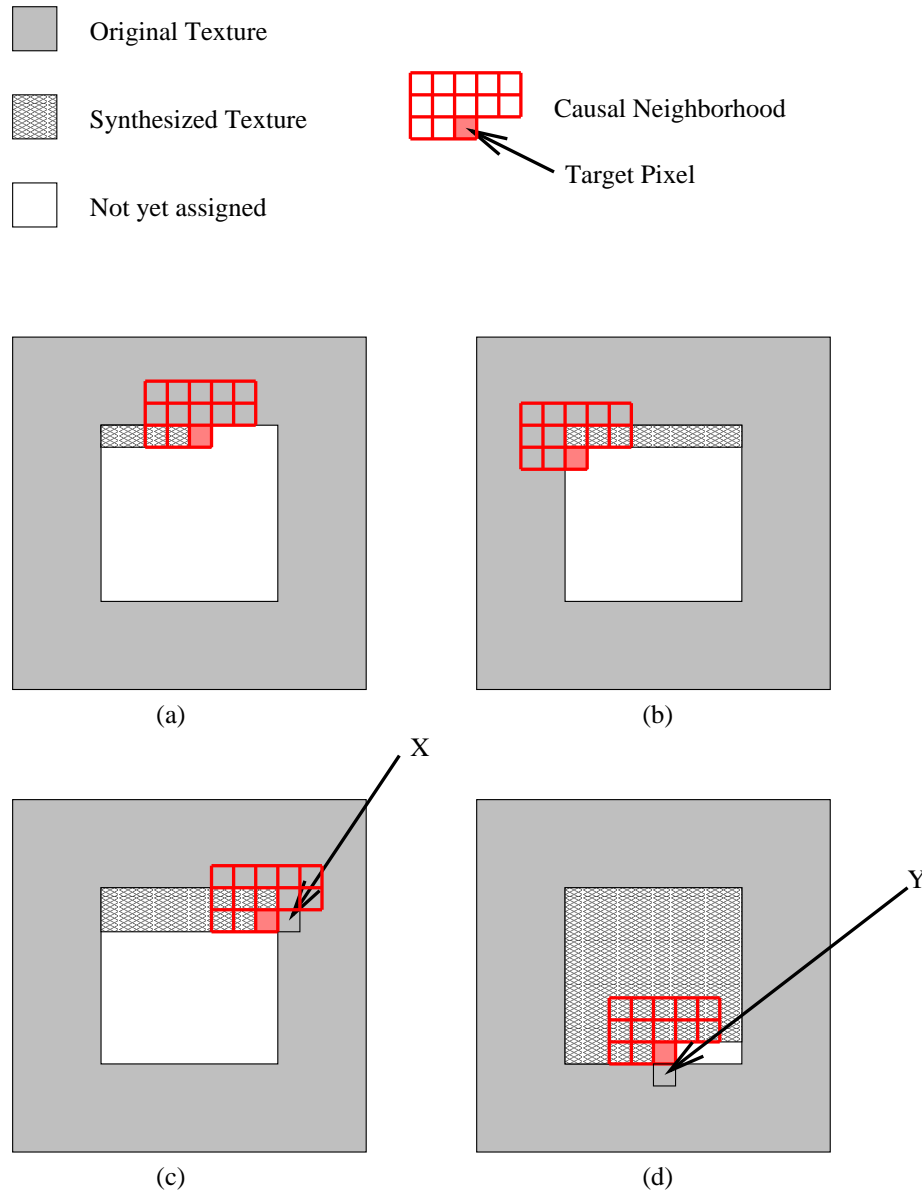 Original Texture
Synthesized Texture
Causal Neighborhood
Target Pixel
Not yet assigned
(a)
(b)
X
Y
(c)
(d)